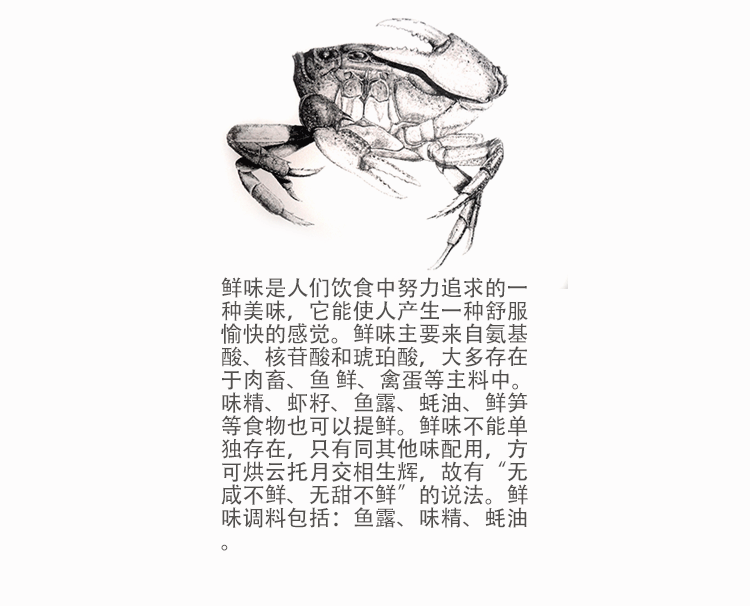 鲜味是人们饮食中努力追求的一
种美味，它能使人产生一种舒服
愉快的感觉。鲜味主要来自氨基
酸、核苷酸和琥珀酸，大多存在
于肉畜、鱼鲜、禽蛋等主料中。
味精、虾籽、鱼露、蚝油、鲜笋
等食物也可以提鲜。鲜味不能单
独存在，只有同其他味配用，方
可烘云托月交相生辉，故有“无
咸不鲜、无甜不鲜”的说法。鲜
味调料包括：鱼露、味精、蚝油
。